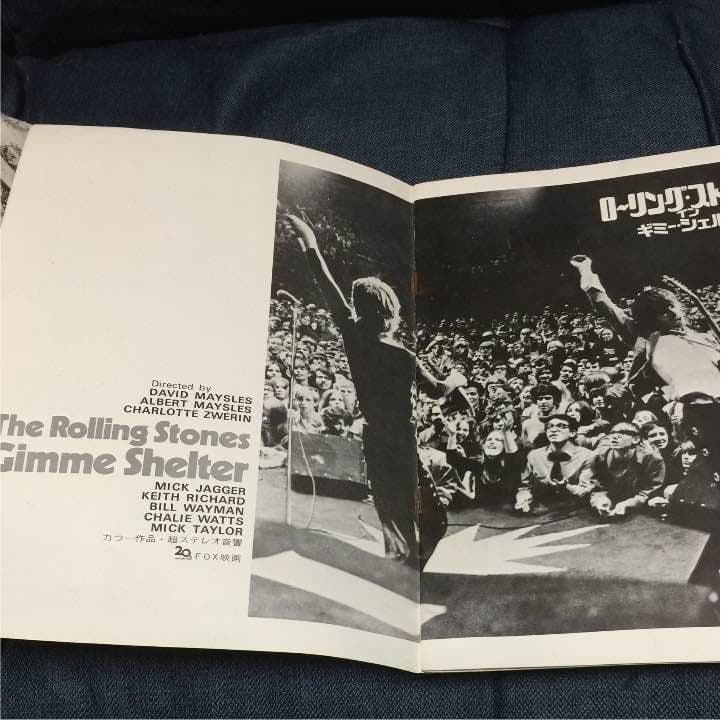 Directed by
DAVID MAYSLES
ALBERT MAYSLES
CHARLOTTE ZWERIN
The Rolling Stones
Gimme Shelter
MICK JAGGER
KEITH RICHARD
BILL WAYMAN
CHALIE WATTS
MICK TAYLOR
カラー作品・超ステレオ音響
20 FOX映画
ローリング・スト
イン
ギミー・シェル